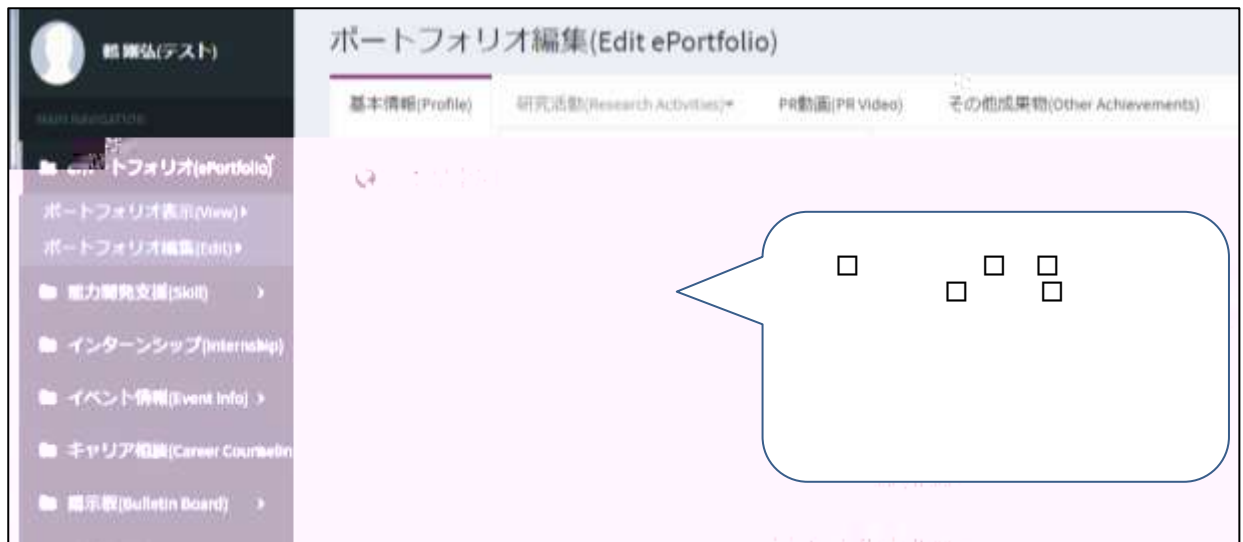 (テスト)
ポートフォリオ編集(Edit ePortfolio)
基本情報(Profile)
研究活動(Research Activities)
PR動画(PR Video)
その他成果物(Other Achievements)
MAIN NAVIGATION
トフォリオ(ePortfolio)
ポートフォリオ表示(View)
ポートフォリオ編集(Edit)
能力開発支援(Skill)
インターンシップ(Internship)
イベント情報(Event Info)
キャリア相談(Career Counselin
掲示板(Bulletin Board)